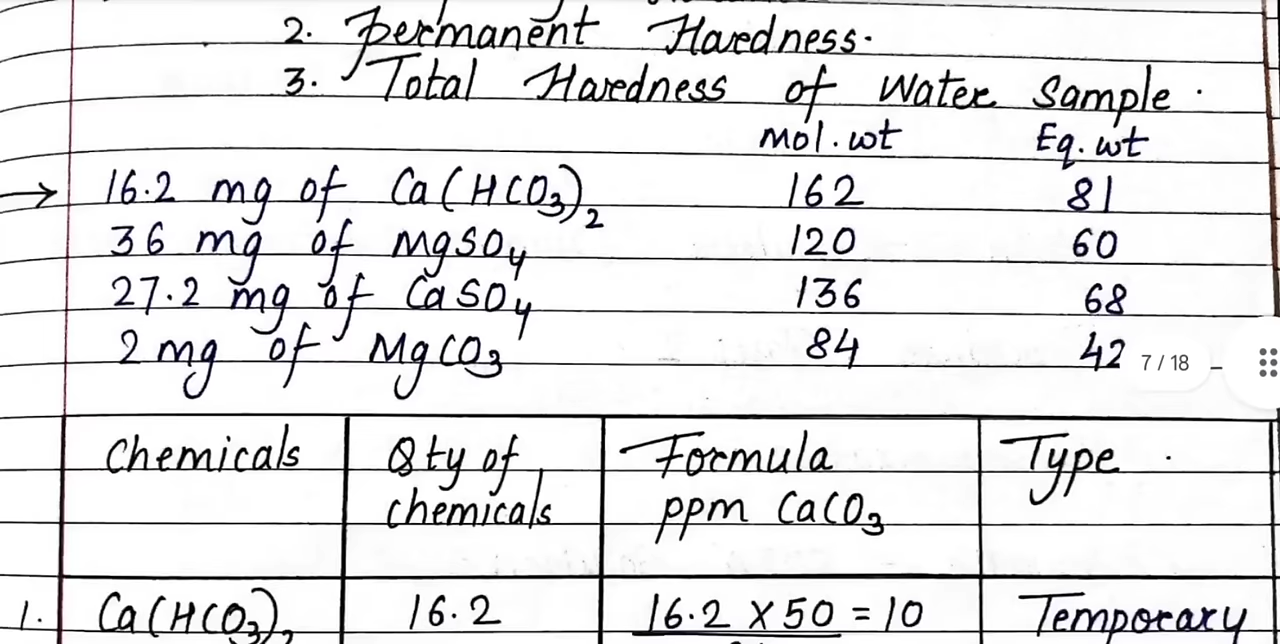 2. Permanent Hardness.
3. Total Hardness of Water Sample.
mol. wt Eq. wt
→ 16.2 mg of Ca(HCO₃)₂ 162 81
36 mg of MgSO₄ 120 60
27.2 mg of CaSO₄ 136 68
2 mg of MgCO₃ 84 42
7 / 18
Chemicals Qty of chemicals Formula ppm CaCO₃ Type.
1. Ca(HCO₃)₂ 16.2 16.2 X 50 = 10 Temporary